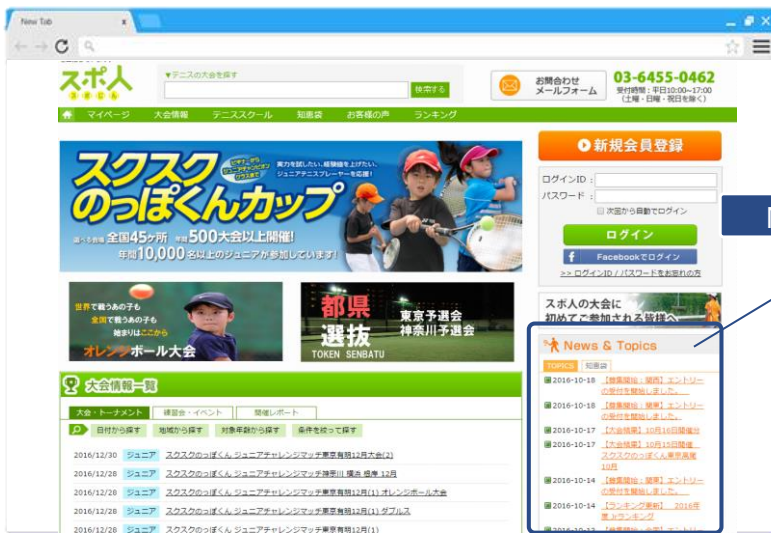 New Tab
スポ人
▼テニスの大会を探す
検索する
お問合わせ
メールフォーム
03-6455-0462
受付時間：平日10:00~17:00
(土曜・日曜・祝日を除く)
マイページ 大会情報 テニススクール 知恵袋 お客様の声 ランキング
スクスク
のっぽくんカップ
実力を試したい、経験値を上げたい、
ジュニアテニスプレーヤーを応援!
全国45ヶ所 年間500大会以上開催!
年間10,000名以上のジュニアが参加しています!
新規会員登録
ログインID：
パスワード：
次回から自動でログイン
ログイン
Facebookでログイン
>> ログインID / パスワードをお忘れの方
世界で戦うあの子も
全国で戦うあの子も
始まりはここから
オレンジボール大会
都県
選抜
TOKEN SENBATU
東京予選会
神奈川予選会
スポ人の大会に
初めてご参加される皆様へ
News & Topics
TOPICS 知恵袋
2016-10-18 【募集開始：関西】エントリー
の受付を開始しました。
2016-10-18 【募集開始：関東】エントリー
の受付を開始しました。
2016-10-17 【大会結果】10月16日開催分
2016-10-17 【大会結果】10月15日開催
スクスクのっぽくん東京高尾
10月
2016-10-14 【募集開始：関東】エントリー
の受付を開始しました。
2016-10-14 【ランキング更新】 2016年
度 Jrランキング
大会情報一覧
大会・トーナメント 練習会・イベント 開催レポート
日付から探す 地域から探す 対象年齢から探す 条件を絞って探す
2016/12/30 ジュニア スクスクのっぽくん ジュニアチャレンジマッチ東京有明12月大会(2)
2016/12/28 ジュニア スクスクのっぽくん ジュニアチャレンジマッチ神奈川 横浜 根岸 12月
2016/12/28 ジュニア スクスクのっぽくん ジュニアチャレンジマッチ東京有明12月(1) オレンジボール大会
2016/12/28 ジュニア スクスクのっぽくん ジュニアチャレンジマッチ東京有明12月(1) ダブルス
2016/12/28 ジュニア スクスクのっぽくん ジュニアチャレンジマッチ東京有明12月(1)